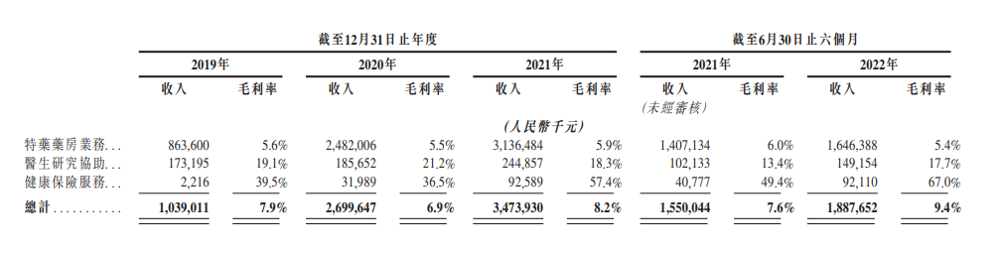 截至12月31日止年度 截至6月30日止六個月
2019年 2020年 2021年 2021年 2022年
收入 毛利率 收入 毛利率 收入 毛利率 收入 毛利率 收入 毛利率
(未經審核)
(人民幣千元)
特藥藥房業務... 863,600 5.6% 2,482,006 5.5% 3,136,484 5.9% 1,407,134 6.0% 1,646,388 5.4%
醫生研究協助... 173,195 19.1% 185,652 21.2% 244,857 18.3% 102,133 13.4% 149,154 17.7%
健康保險服務... 2,216 39.5% 31,989 36.5% 92,589 57.4% 40,777 49.4% 92,110 67.0%
總計........... 1,039,011 7.9% 2,699,647 6.9% 3,473,930 8.2% 1,550,044 7.6% 1,887,652 9.4%